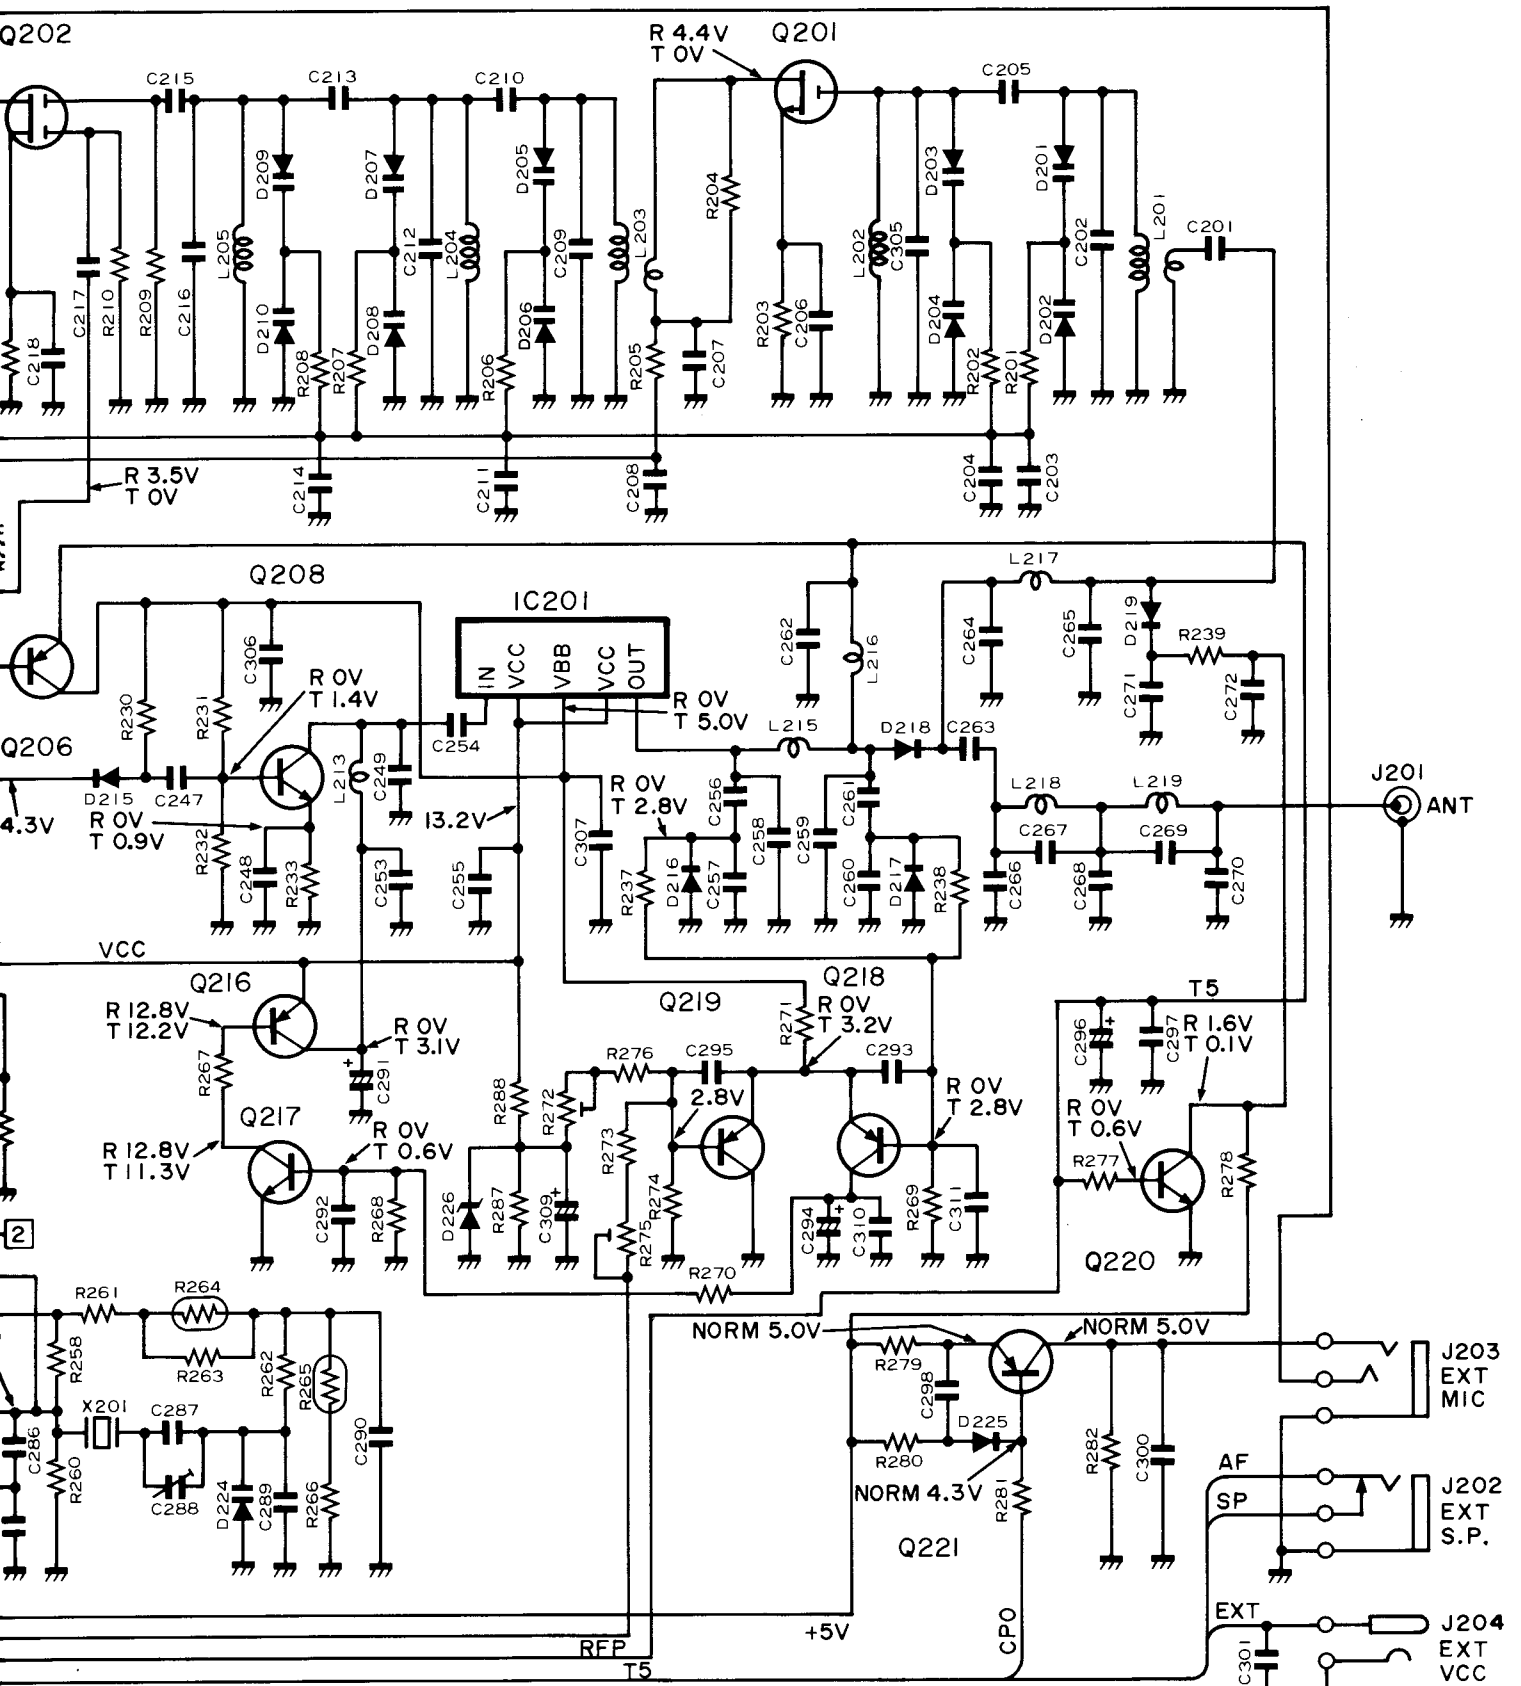 Q202
R 4.4V
T 0V
Q201
C215
C213
C210
C205
D209
D207
D205
D203
D201
R204
L205
C212
L204
C209
L203
L202
C305
C202
L201
C201
C217
R210
R209
C216
D210
D208
D206
R203
C206
D204
D202
C218
R208
R207
R206
R205
C207
R202
R201
R 3.5V
T 0V
C214
C211
C208
C204
C203
Q208
IC201
L217
C306
IN
VCC
VBB
VCC
OUT
C262
L216
C264
C265
D219
R239
R 0V
T 1.4V
R 0V
T 5.0V
C271
C272
R230
R231
Q206
C254
L215
D218
C263
D215
C247
L213
C249
R 0V
T 2.8V
C256
C261
L218
L219
J201
ANT
4.3V
R 0V
T 0.9V
13.2V
C307
C258
C259
C267
C269
R232
C248
R233
C253
C255
R237
D216
C257
C260
D217
R238
C266
C268
C270
VCC
Q216
Q219
Q218
T5
R 12.8V
T 12.2V
R 0V
T 3.1V
R271
R 0V
T 3.2V
C296
C297
R 1.6V
T 0.1V
R267
C291
R276
C295
C293
R288
R272
2.8V
R 0V
T 2.8V
R 0V
T 0.6V
Q217
R 0V
T 0.6V
R273
R277
R278
R 12.8V
T 11.3V
R274
C292
R268
D226
R287
C309
R275
C294
C310
R269
C311
2
Q220
R270
R261
R264
NORM 5.0V
NORM 5.0V
R258
R263
R262
R265
R279
J203
EXT
MIC
C298
X201
C287
D225
C286
R260
C290
R280
R282
C300
C288
D224
C289
R266
NORM 4.3V
R281
AF
SP
J202
EXT
S.P.
Q221
CPO
EXT
J204
EXT
VCC
+5V
RFP
T5
C301